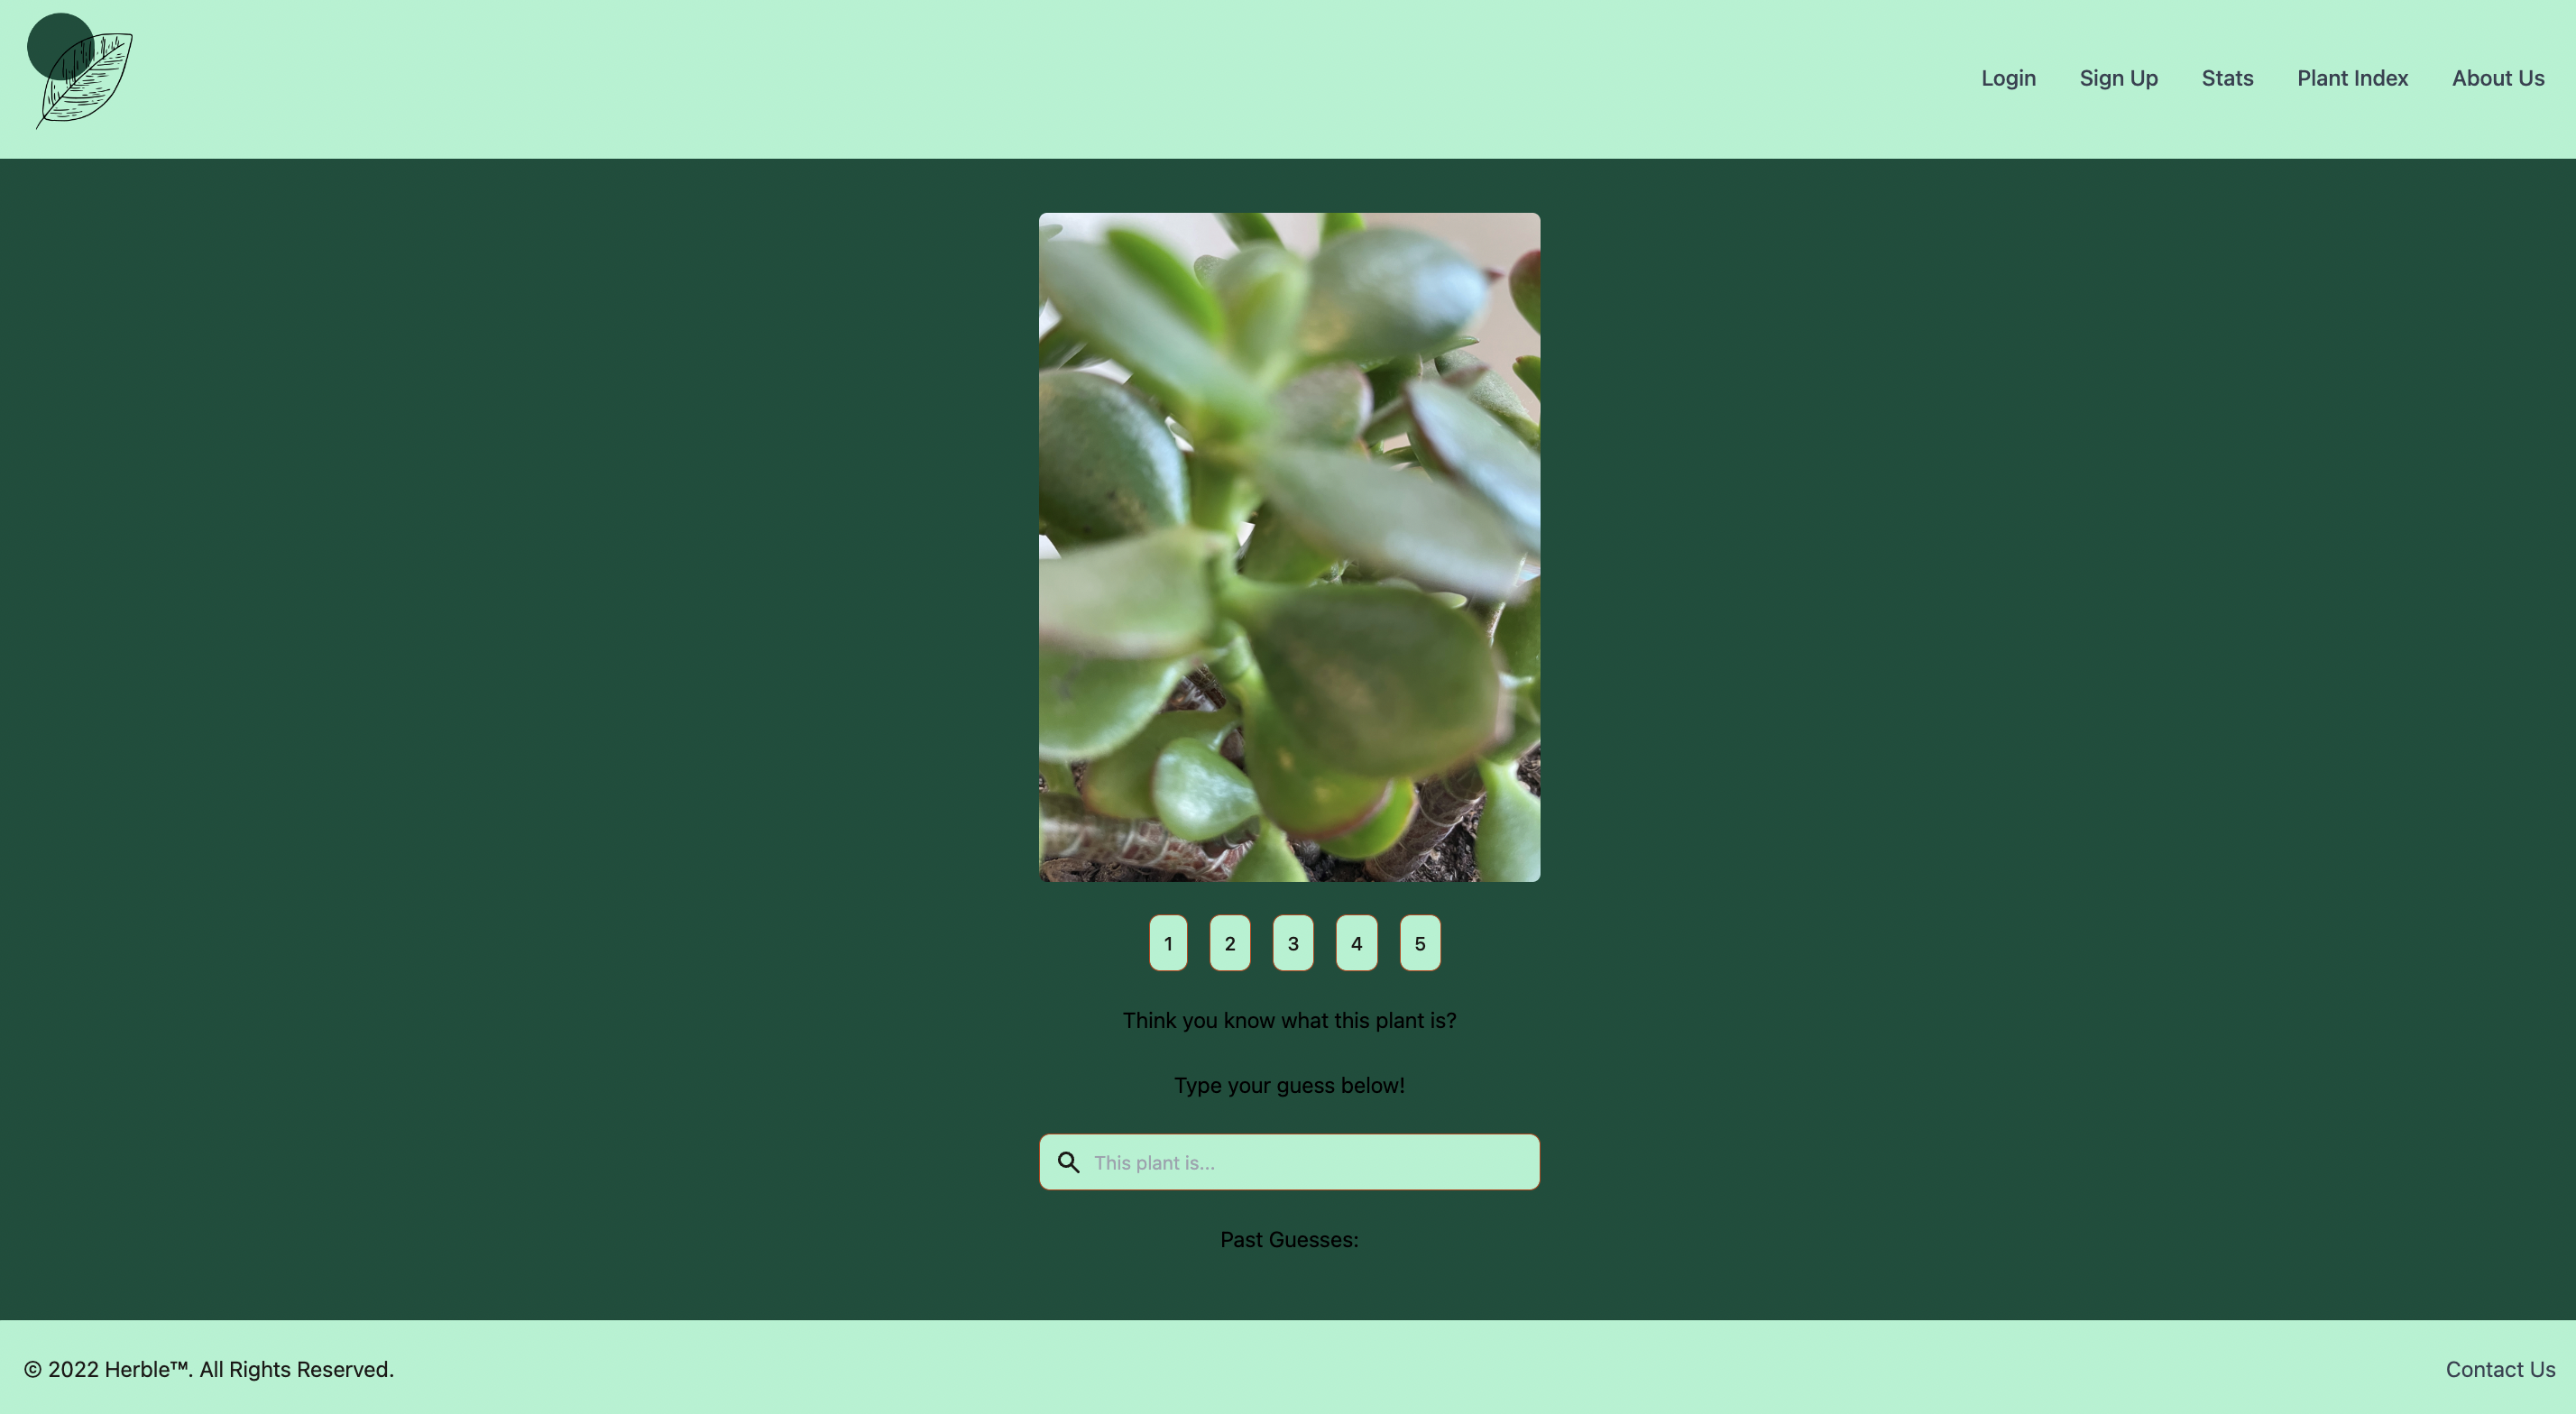 Login Sign Up Stats Plant Index About Us
1 2 3 4 5
Think you know what this plant is?
Type your guess below!
This plant is...
Past Guesses:
© 2022 Herble™. All Rights Reserved. Contact Us